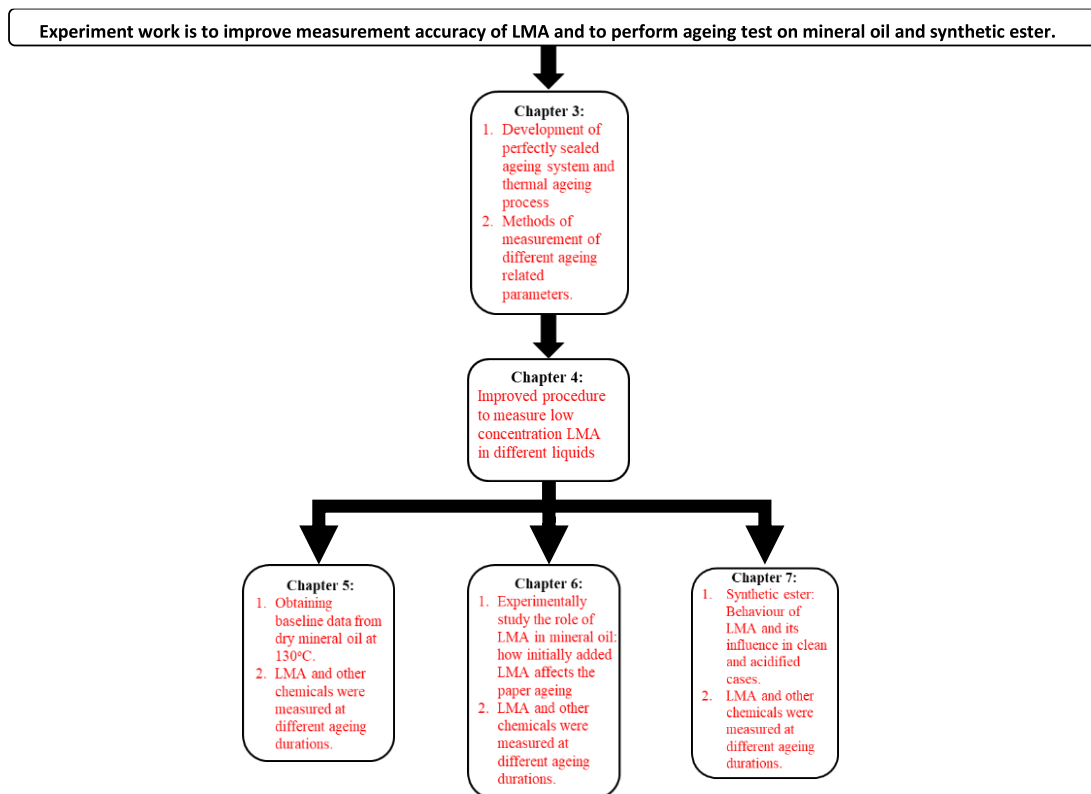 Experiment work is to improve measurement accuracy of LMA and to perform ageing test on mineral oil and synthetic ester.
Chapter 3:
1. Development of
perfectly sealed
ageing system and
thermal ageing
process
2. Methods of
measurement of
different ageing
related
parameters.
Chapter 4:
Improved procedure
to measure low
concentration LMA
in different liquids
Chapter 5:
1. Obtaining
baseline data from
dry mineral oil at
130°C.
2. LMA and other
chemicals were
measured at
different ageing
durations.
Chapter 6:
1. Experimentally
study the role of
LMA in mineral oil:
how initially added
LMA affects the
paper ageing
2. LMA and other
chemicals were
measured at
different ageing
durations.
Chapter 7:
1. Synthetic ester:
Behaviour of
LMA and its
influence in clean
and acidified
cases.
2. LMA and other
chemicals were
measured at
different ageing
durations.